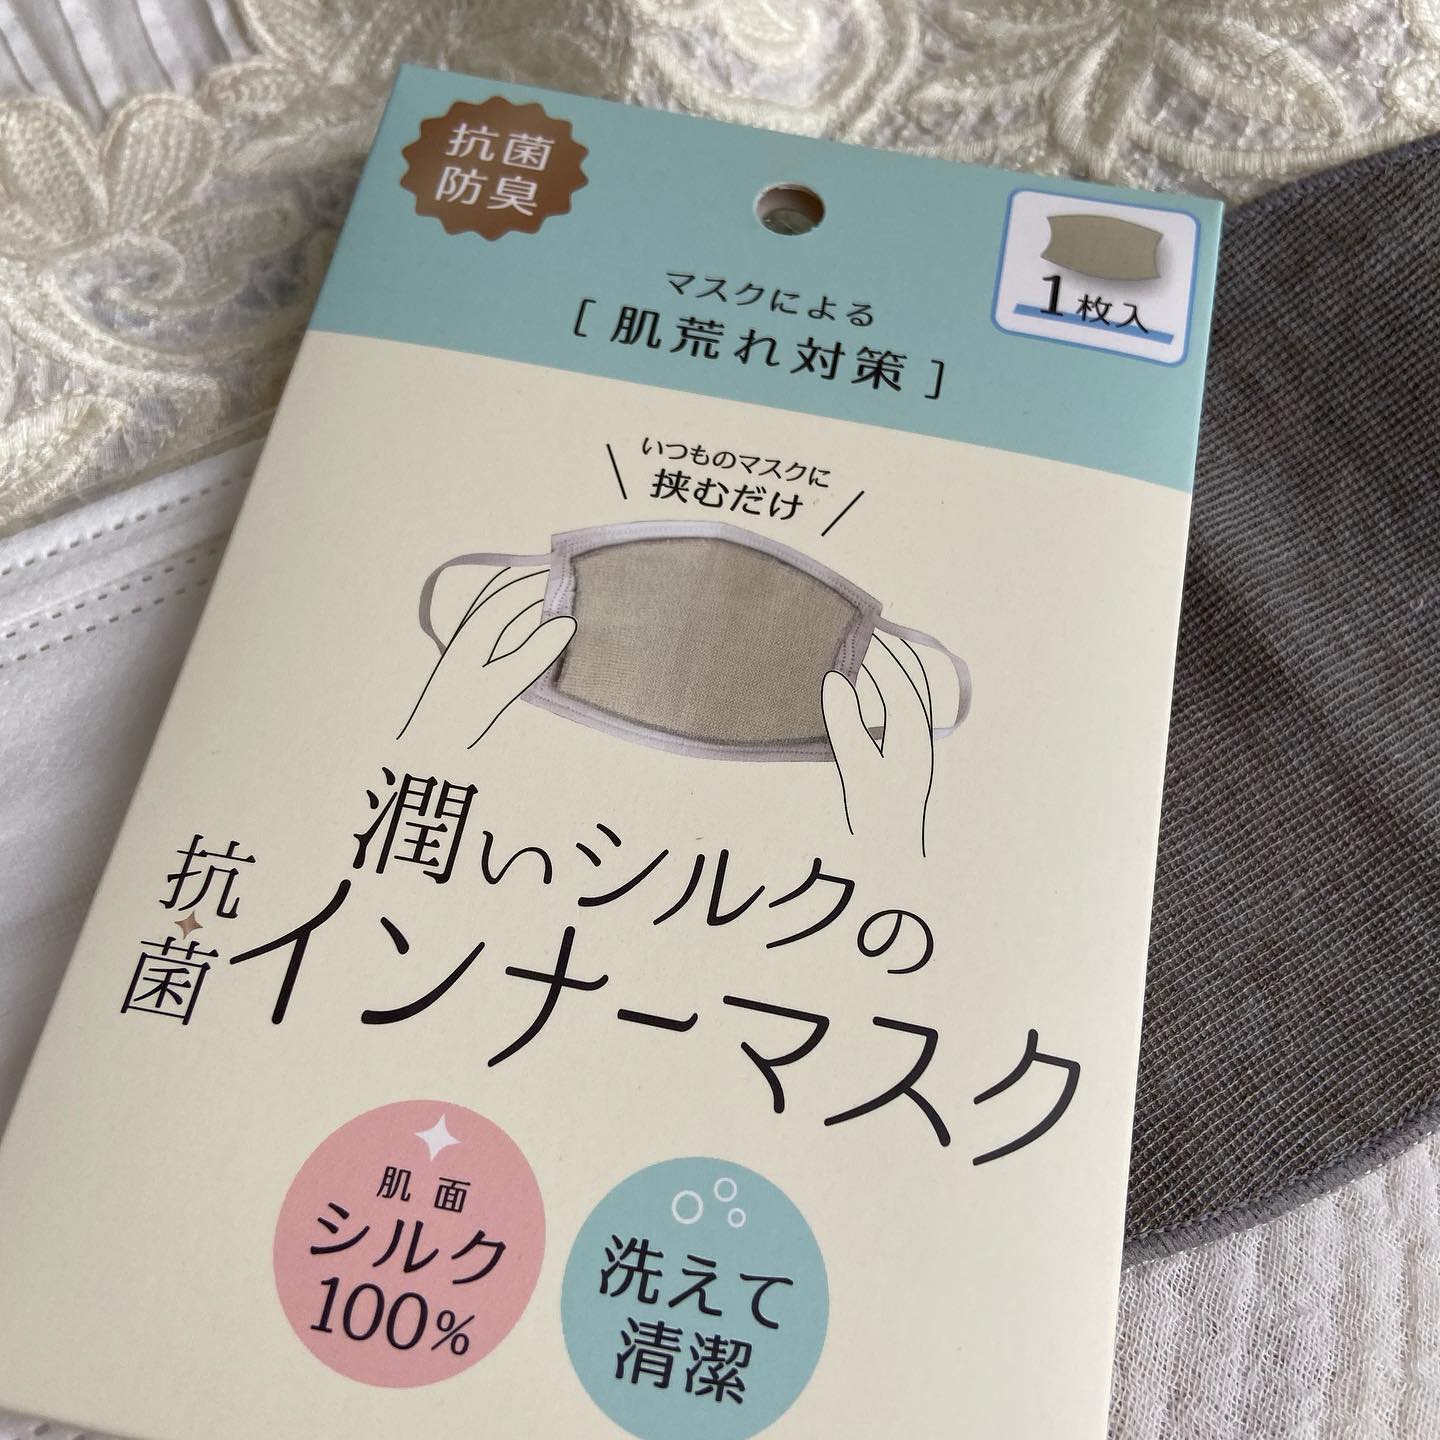 抗菌
防臭
1枚入
マスクによる
[ 肌荒れ対策 ]
いつものマスクに
挟むだけ
潤いシルクの
抗菌
インナーマスク
肌面
シルク
100%
洗えて
清潔